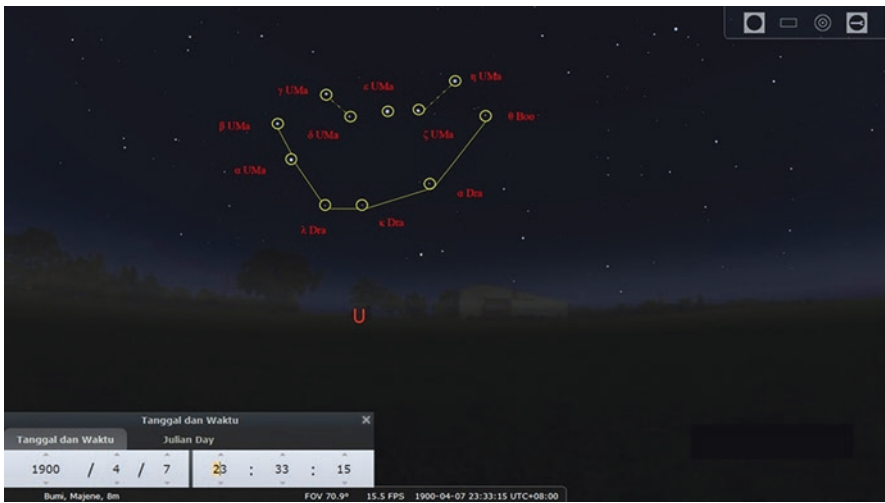 γ UMa
ε UMa
η UMa
β UMa
δ UMa
ζ UMa
θ Boo
α UMa
α Dra
λ Dra
κ Dra
U
Tanggal dan Waktu
Tanggal dan Waktu Julian Day
1900 / 4 / 7 23 : 33 : 15
Bumi, Majene, 8m FOV 70.9° 15.5 FPS 1900-04-07 23:33:15 UTC+08:00